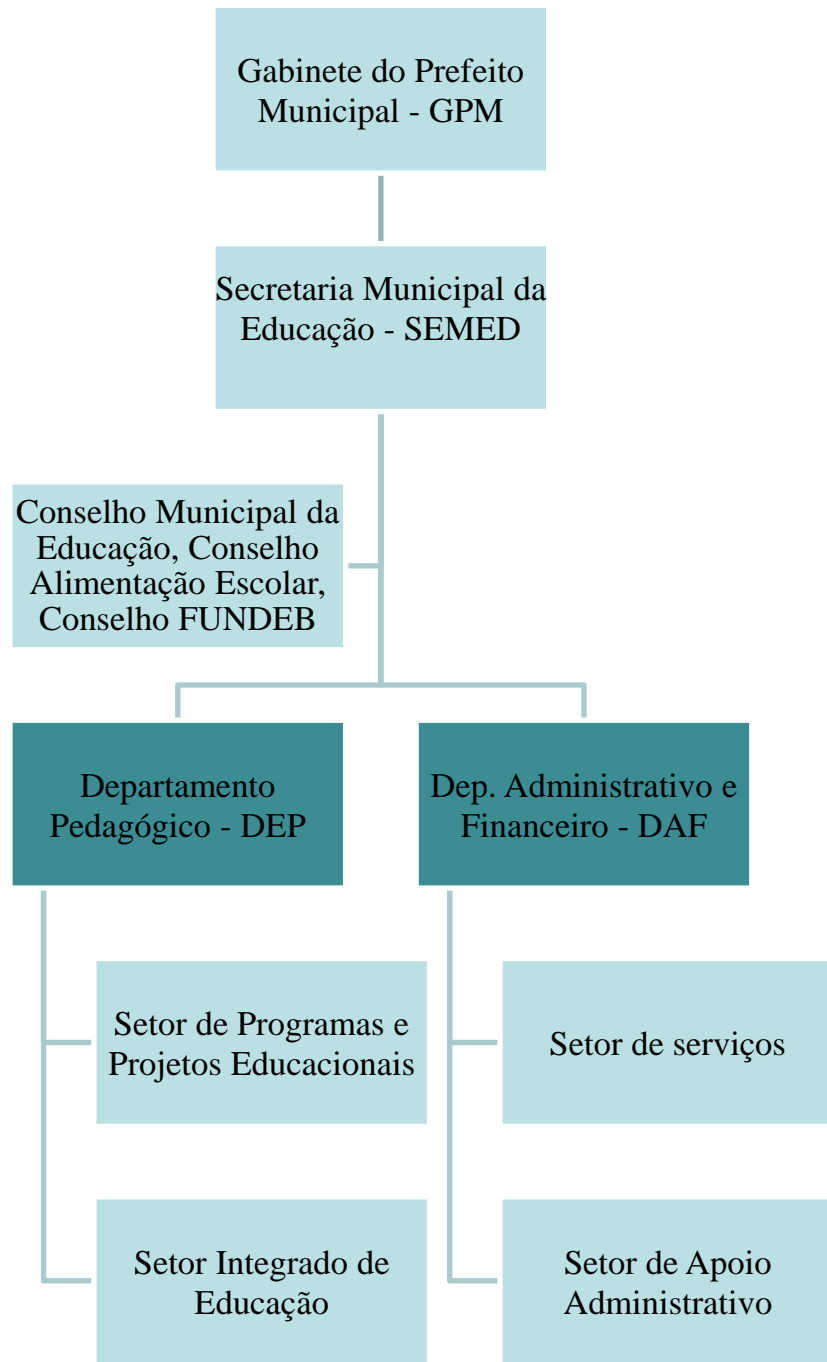 Gabinete do Prefeito
Municipal - GPM
Secretaria Municipal da
Educação - SEMED
Conselho Municipal da
Educação, Conselho
Alimentação Escolar,
Conselho FUNDEB
Departamento
Pedagógico - DEP
Dep. Administrativo e
Financeiro - DAF
Setor de Programas e
Projetos Educacionais
Setor de serviços
Setor Integrado de
Educação
Setor de Apoio
Administrativo